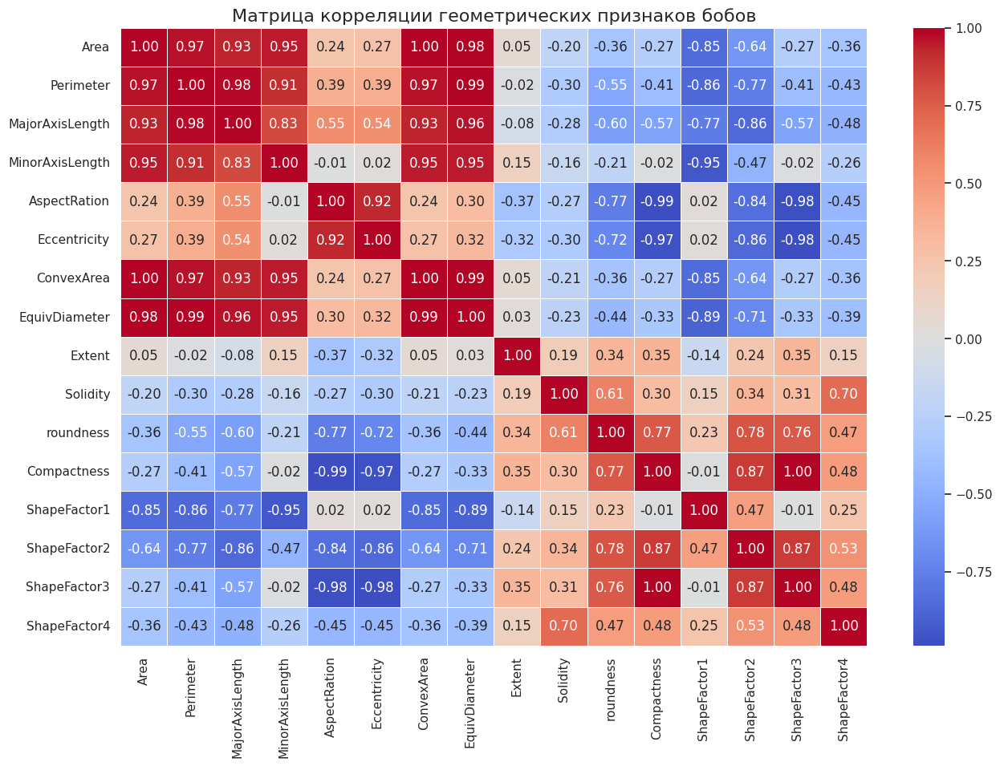 Матрица корреляции геометрических признаков бобов
Area 1.00 0.97 0.93 0.95 0.24 0.27 1.00 0.98 0.05 -0.20 -0.36 -0.27 -0.85 -0.64 -0.27 -0.36
Perimeter 0.97 1.00 0.98 0.91 0.39 0.39 0.97 0.99 -0.02 -0.30 -0.55 -0.41 -0.86 -0.77 -0.41 -0.43
MajorAxisLength 0.93 0.98 1.00 0.83 0.55 0.54 0.93 0.96 -0.08 -0.28 -0.60 -0.57 -0.77 -0.86 -0.57 -0.48
MinorAxisLength 0.95 0.91 0.83 1.00 -0.01 0.02 0.95 0.95 0.15 -0.16 -0.21 -0.02 -0.95 -0.47 -0.02 -0.26
AspectRation 0.24 0.39 0.55 -0.01 1.00 0.92 0.24 0.30 -0.37 -0.27 -0.77 -0.99 0.02 -0.84 -0.98 -0.45
Eccentricity 0.27 0.39 0.54 0.02 0.92 1.00 0.27 0.32 -0.32 -0.30 -0.72 -0.97 0.02 -0.86 -0.98 -0.45
ConvexArea 1.00 0.97 0.93 0.95 0.24 0.27 1.00 0.99 0.05 -0.21 -0.36 -0.27 -0.85 -0.64 -0.27 -0.36
EquivDiameter 0.98 0.99 0.96 0.95 0.30 0.32 0.99 1.00 0.03 -0.23 -0.44 -0.33 -0.89 -0.71 -0.33 -0.39
Extent 0.05 -0.02 -0.08 0.15 -0.37 -0.32 0.05 0.03 1.00 0.19 0.34 0.35 -0.14 0.24 0.35 0.15
Solidity -0.20 -0.30 -0.28 -0.16 -0.27 -0.30 -0.21 -0.23 0.19 1.00 0.61 0.30 0.15 0.34 0.31 0.70
roundness -0.36 -0.55 -0.60 -0.21 -0.77 -0.72 -0.36 -0.44 0.34 0.61 1.00 0.77 0.23 0.78 0.76 0.47
Compactness -0.27 -0.41 -0.57 -0.02 -0.99 -0.97 -0.27 -0.33 0.35 0.30 0.77 1.00 -0.01 0.87 1.00 0.48
ShapeFactor1 -0.85 -0.86 -0.77 -0.95 0.02 0.02 -0.85 -0.89 -0.14 0.15 0.23 -0.01 1.00 0.47 -0.01 0.25
ShapeFactor2 -0.64 -0.77 -0.86 -0.47 -0.84 -0.86 -0.64 -0.71 0.24 0.34 0.78 0.87 0.47 1.00 0.87 0.53
ShapeFactor3 -0.27 -0.41 -0.57 -0.02 -0.98 -0.98 -0.27 -0.33 0.35 0.31 0.76 1.00 -0.01 0.87 1.00 0.48
ShapeFactor4 -0.36 -0.43 -0.48 -0.26 -0.45 -0.45 -0.36 -0.39 0.15 0.70 0.47 0.48 0.25 0.53 0.48 1.00
Area
Perimeter
MajorAxisLength
MinorAxisLength
AspectRation
Eccentricity
ConvexArea
EquivDiameter
Extent
Solidity
roundness
Compactness
ShapeFactor1
ShapeFactor2
ShapeFactor3
ShapeFactor4
1.00
0.75
0.50
0.25
0.00
−0.25
−0.50
−0.75